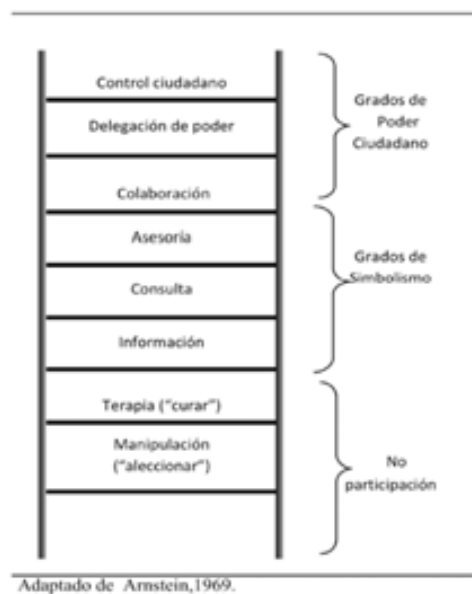 Control ciudadano
Delegación de poder
Colaboración
Asesoría
Consulta
Información
Terapia ("curar")
Manipulación
("aleccionar")
Grados de
Poder
Ciudadano
Grados de
Simbolismo
No
participación
Adaptado de Arnstein,1969.